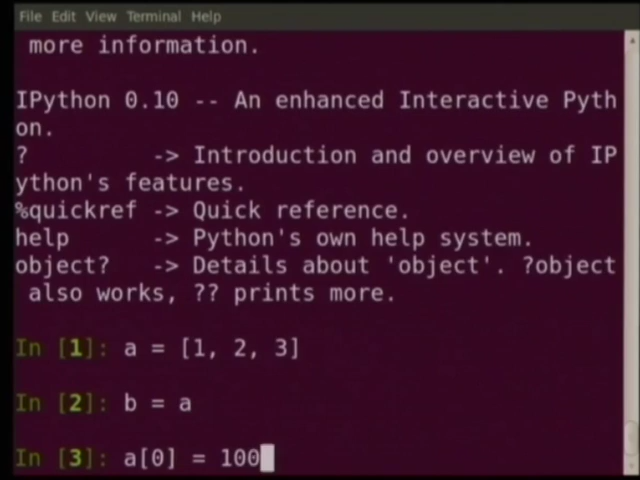 File Edit View Terminal Help
more information.
IPython 0.10 -- An enhanced Interactive Pyth
on.
? -> Introduction and overview of IP
ython's features.
%quickref -> Quick reference.
help -> Python's own help system.
object? -> Details about 'object'. ?object
also works, ?? prints more.
In [1]: a = [1, 2, 3]
In [2]: b = a
In [3]: a[0] = 100